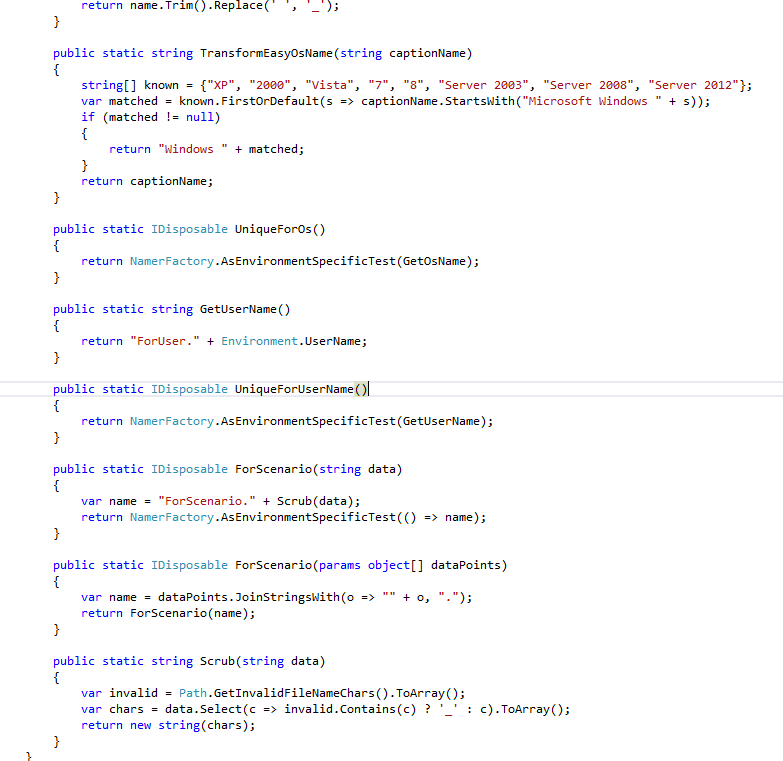 return name.Trim().Replace(' ', '_');
}
public static string TransformEasyOsName(string captionName)
{
string[] known = {"XP", "2000", "Vista", "7", "8", "Server 2003", "Server 2008", "Server 2012"};
var matched = known.FirstOrDefault(s => captionName.StartsWith("Microsoft Windows " + s));
if (matched != null)
{
return "Windows " + matched;
}
return captionName;
}
public static IDisposable UniqueForOs()
{
return NamerFactory.AsEnvironmentSpecificTest(GetOsName);
}
public static string GetUserName()
{
return "ForUser." + Environment.UserName;
}
public static IDisposable UniqueForUserName()
{
return NamerFactory.AsEnvironmentSpecificTest(GetUserName);
}
public static IDisposable ForScenario(string data)
{
var name = "ForScenario." + Scrub(data);
return NamerFactory.AsEnvironmentSpecificTest(() => name);
}
public static IDisposable ForScenario(params object[] dataPoints)
{
var name = dataPoints.JoinStringsWith(o => "" + o, ".");
return ForScenario(name);
}
public static string Scrub(string data)
{
var invalid = Path.GetInvalidFileNameChars().ToArray();
var chars = data.Select(c => invalid.Contains(c) ? '_' : c).ToArray();
return new string(chars);
}
}